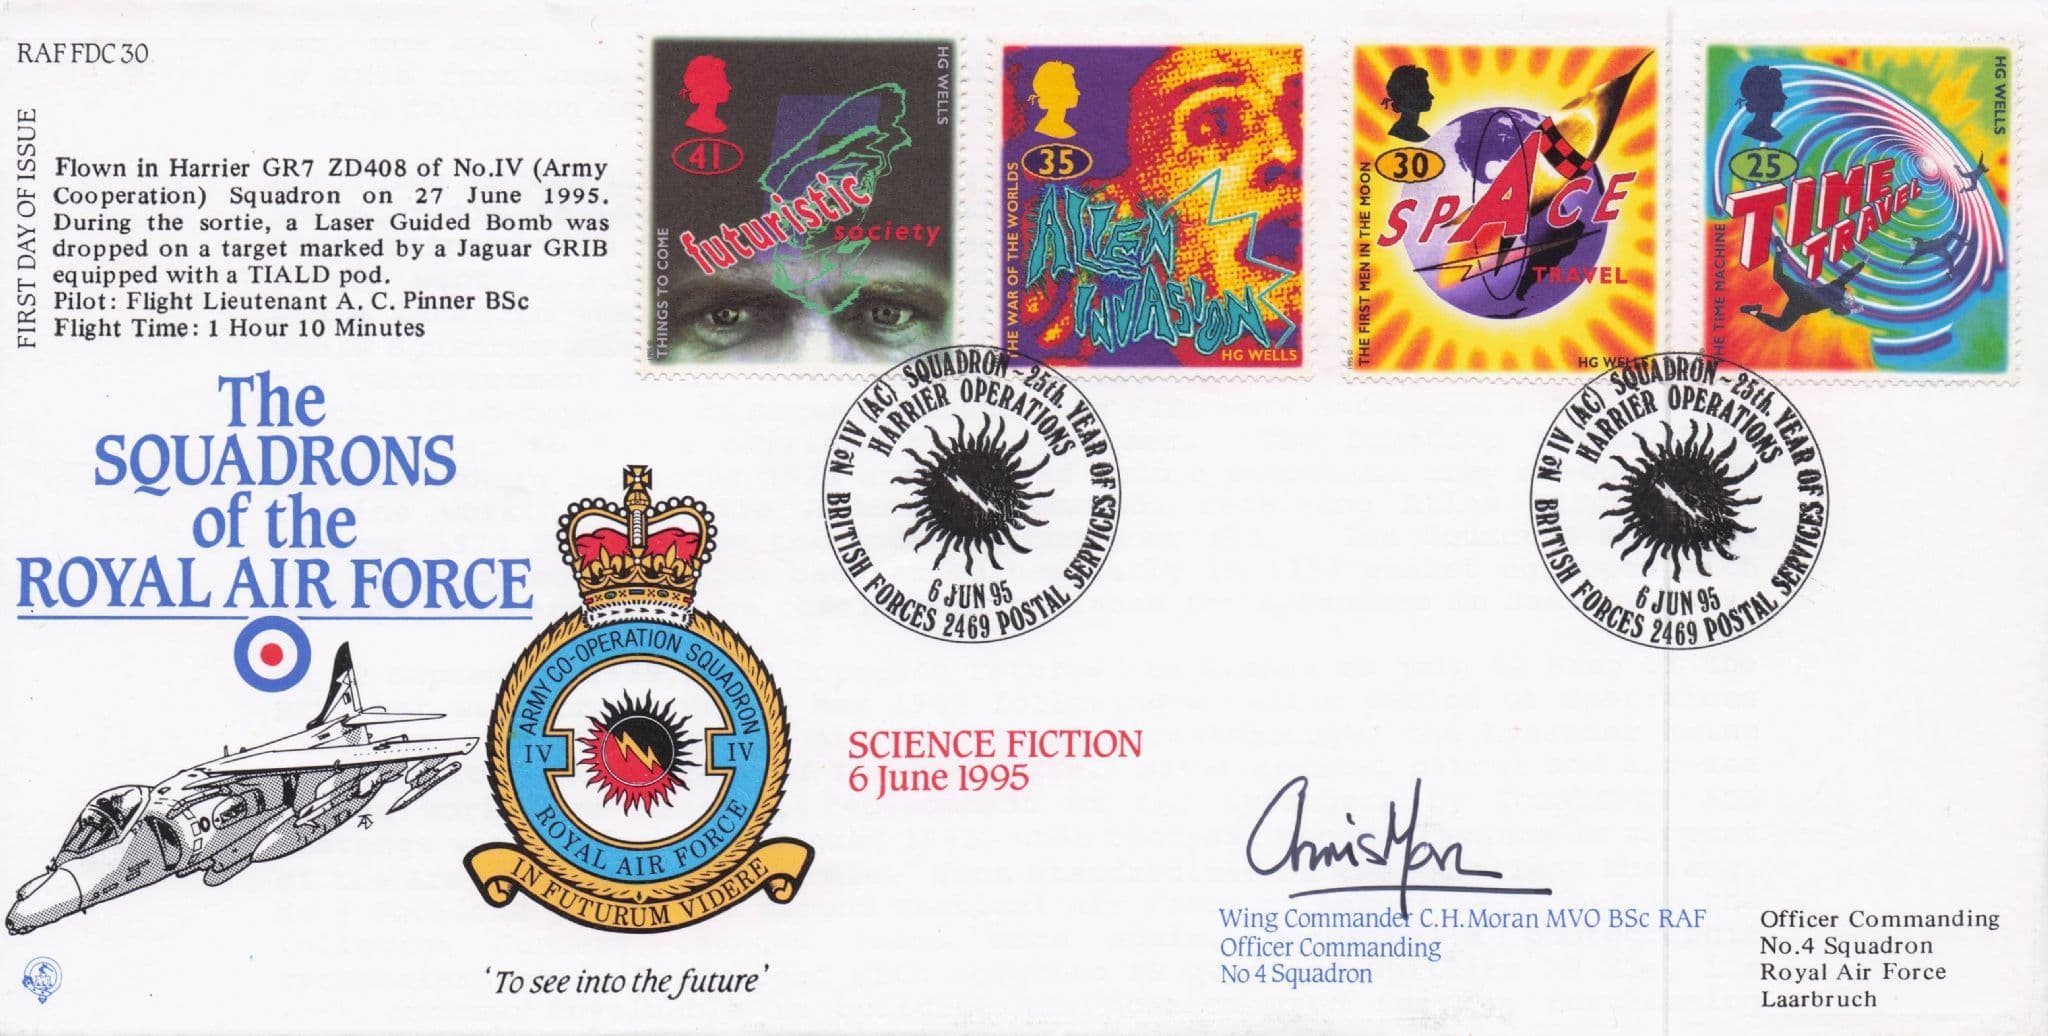 RAF FDC 30
FIRST DAY OF ISSUE
Flown in Harrier GR7 ZD408 of No.IV (Army
Cooperation) Squadron on 27 June 1995.
During the sortie, a Laser Guided Bomb was
dropped on a target marked by a Jaguar GRIB
equipped with a TIALD pod.
Pilot: Flight Lieutenant A. C. Pinner BSc
Flight Time: 1 Hour 10 Minutes
HG WELLS
41
futuristic
society
THINGS TO COME
35
THE WAR OF THE WORLDS
ALIEN
INVASION
HG WELLS
30
THE FIRST MEN IN THE MOON
SPACE
TRAVEL
HG WELLS
HG WELLS
25
TIME
TRAVEL
THE TIME MACHINE
The
SQUADRONS
of the
ROYAL AIR FORCE
No IV (AC) SQUADRON ~ 25th. YEAR OF
HARRIER OPERATIONS
6 JUN 95
BRITISH FORCES 2469 POSTAL SERVICES
No IV (AC) SQUADRON ~ 25th. YEAR OF
HARRIER OPERATIONS
6 JUN 95
BRITISH FORCES 2469 POSTAL SERVICES
ARMY CO-OPERATION SQUADRON
IV IV
ROYAL AIR FORCE
IN FUTURUM VIDERE
'To see into the future'
SCIENCE FICTION
6 June 1995
Chris Moran
Wing Commander C.H.Moran MVO BSc RAF
Officer Commanding
No 4 Squadron
Officer Commanding
No.4 Squadron
Royal Air Force
Laarbruch